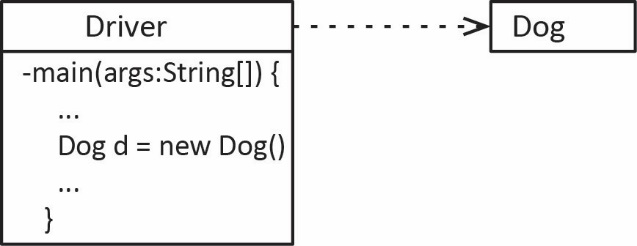 Driver
Dog
-main(args:String[]) {
...
Dog d = new Dog()
...
}